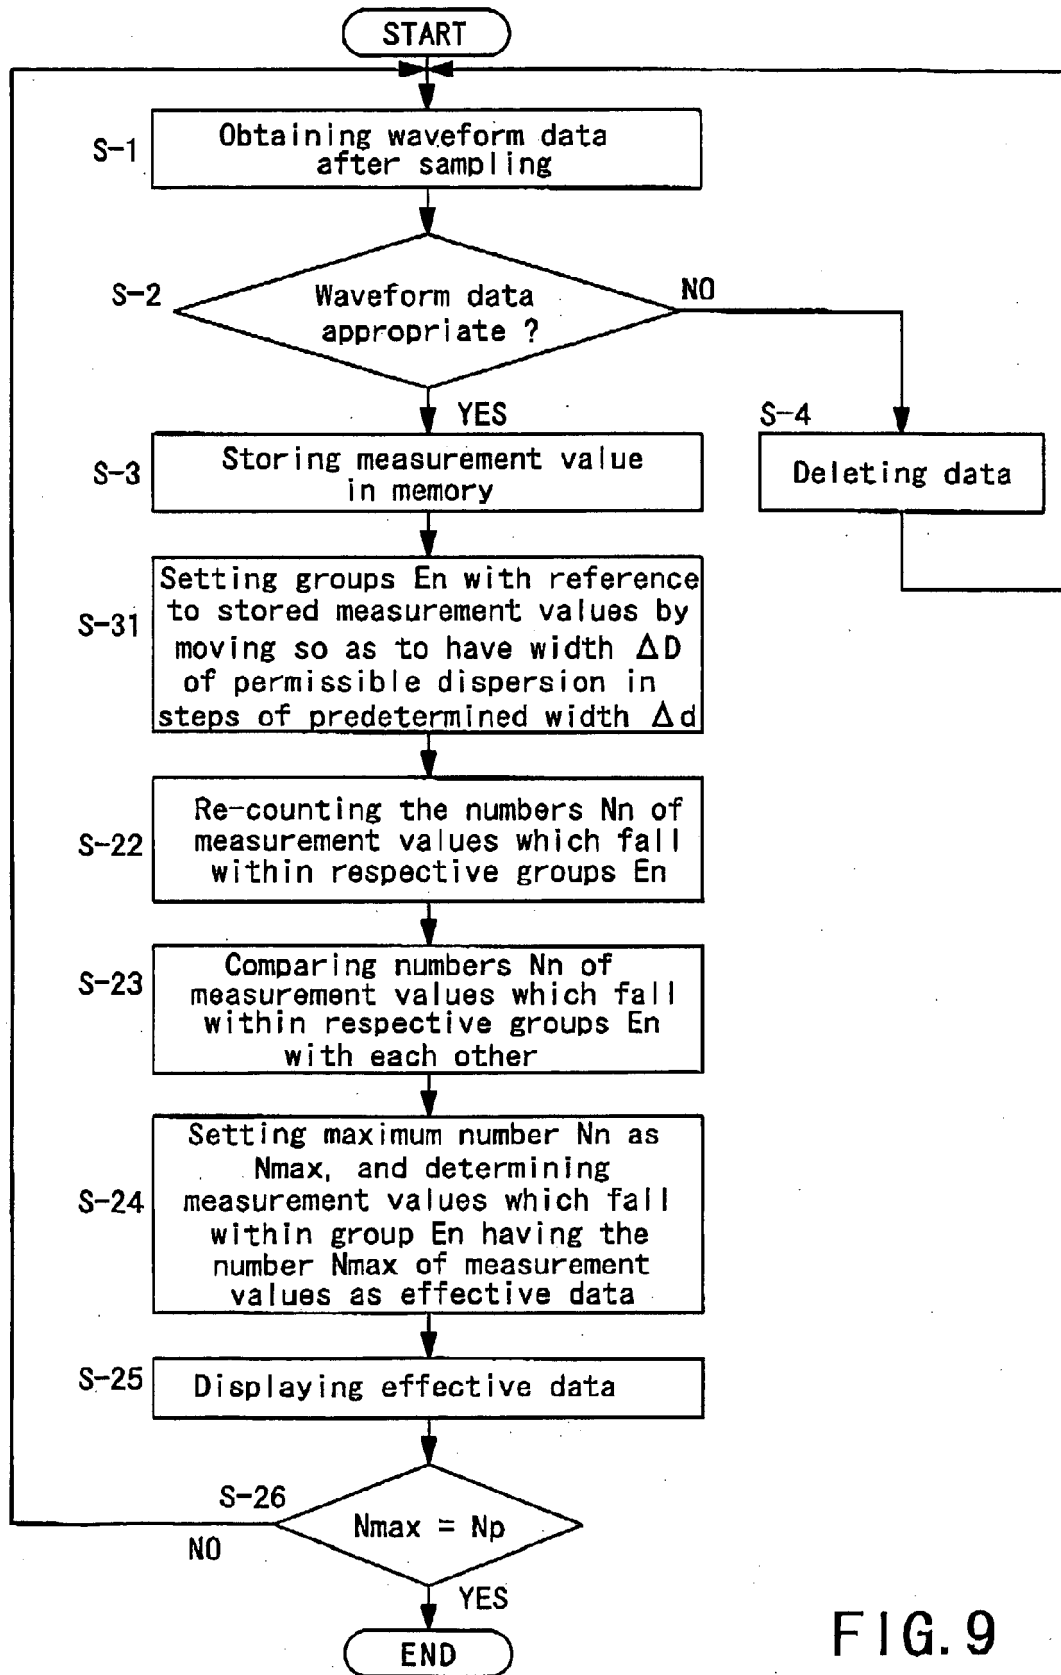 START
S-1
Obtaining waveform data
after sampling
S-2
Waveform data
appropriate ?
NO
YES
S-3
Storing measurement value
in memory
S-4
Deleting data
S-31
Setting groups En with reference
to stored measurement values by
moving so as to have width ΔD
of permissible dispersion in
steps of predetermined width Δd
S-22
Re-counting the numbers Nn of
measurement values which fall
within respective groups En
S-23
Comparing numbers Nn of
measurement values which fall
within respective groups En
with each other
S-24
Setting maximum number Nn as
Nmax, and determining
measurement values which fall
within group En having the
number Nmax of measurement
values as effective data
S-25
Displaying effective data
S-26
Nmax = Np
NO
YES
END
FIG. 9